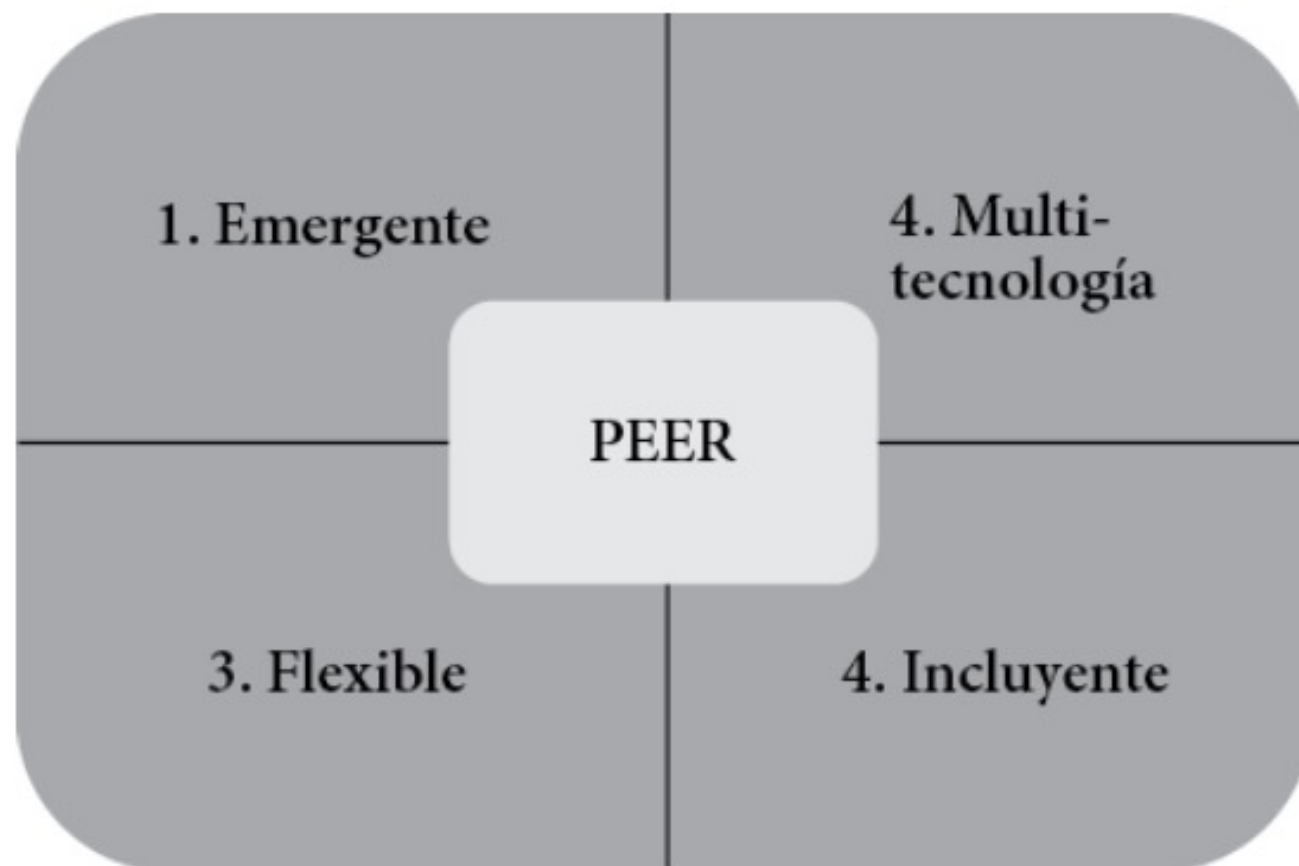 1. Emergente
4. Multi-
tecnología
PEER
3. Flexible
4. Incluyente